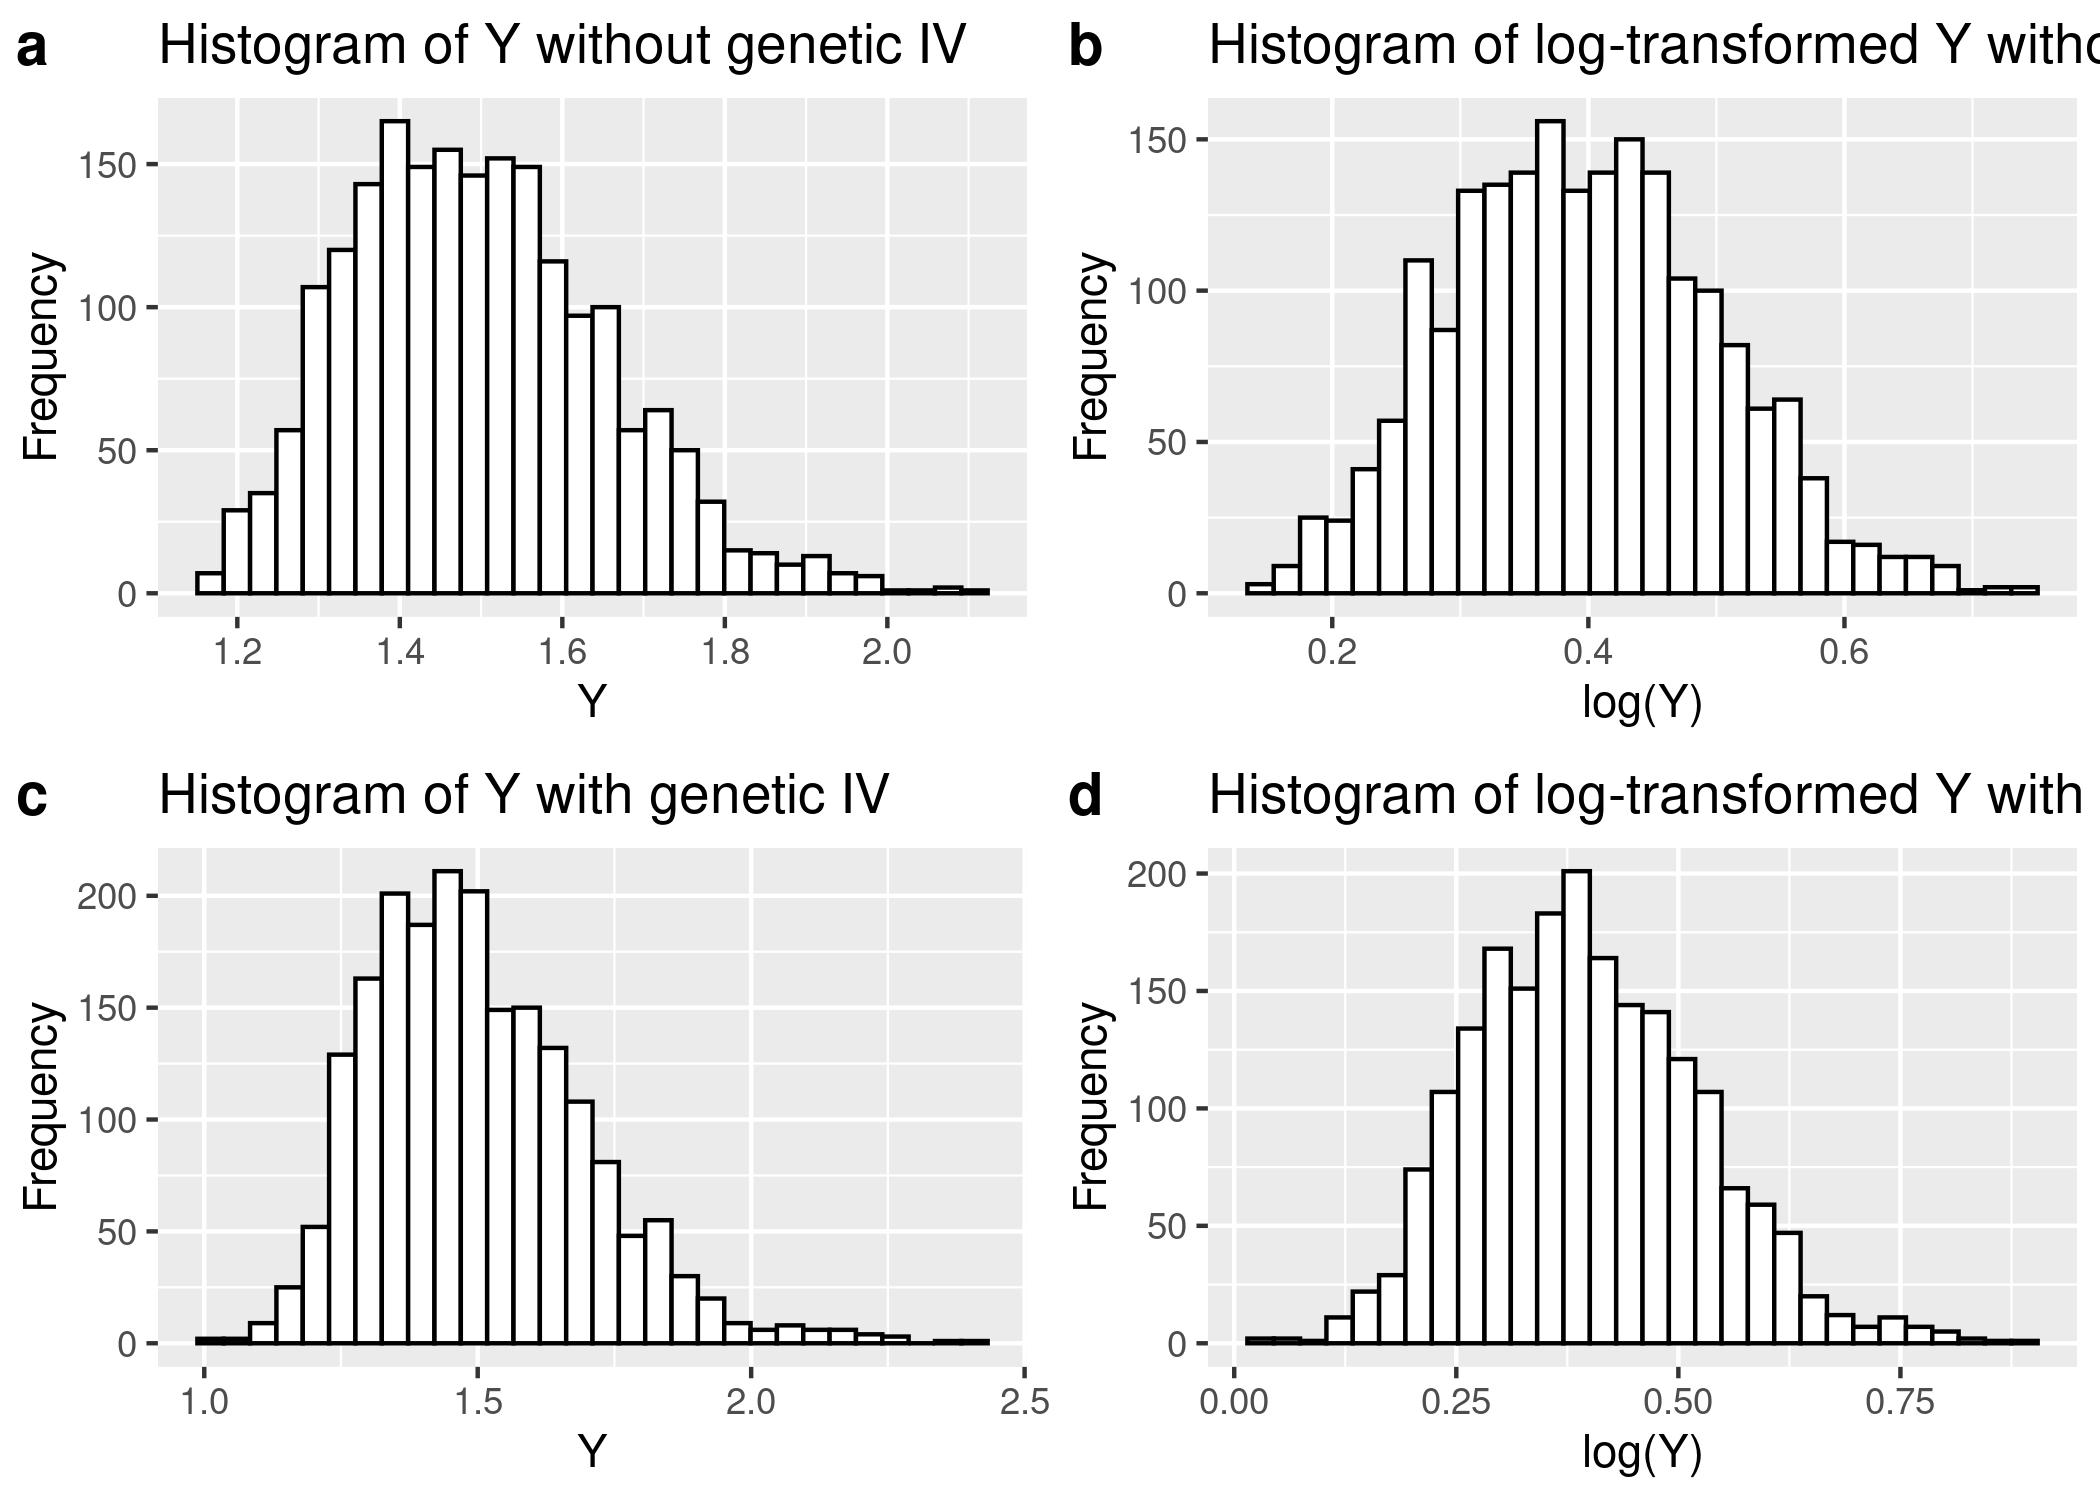 a Histogram of Y without genetic IV
Frequency
150
100
50
0
1.2 1.4 1.6 1.8 2.0
Y
b Histogram of log-transformed Y
Frequency
150
100
50
0
0.2 0.4 0.6
log(Y)
c Histogram of Y with genetic IV
Frequency
200
150
100
50
0
1.0 1.5 2.0 2.5
Y
d Histogram of log-transformed Y with
Frequency
200
150
100
50
0
0.00 0.25 0.50 0.75
log(Y)